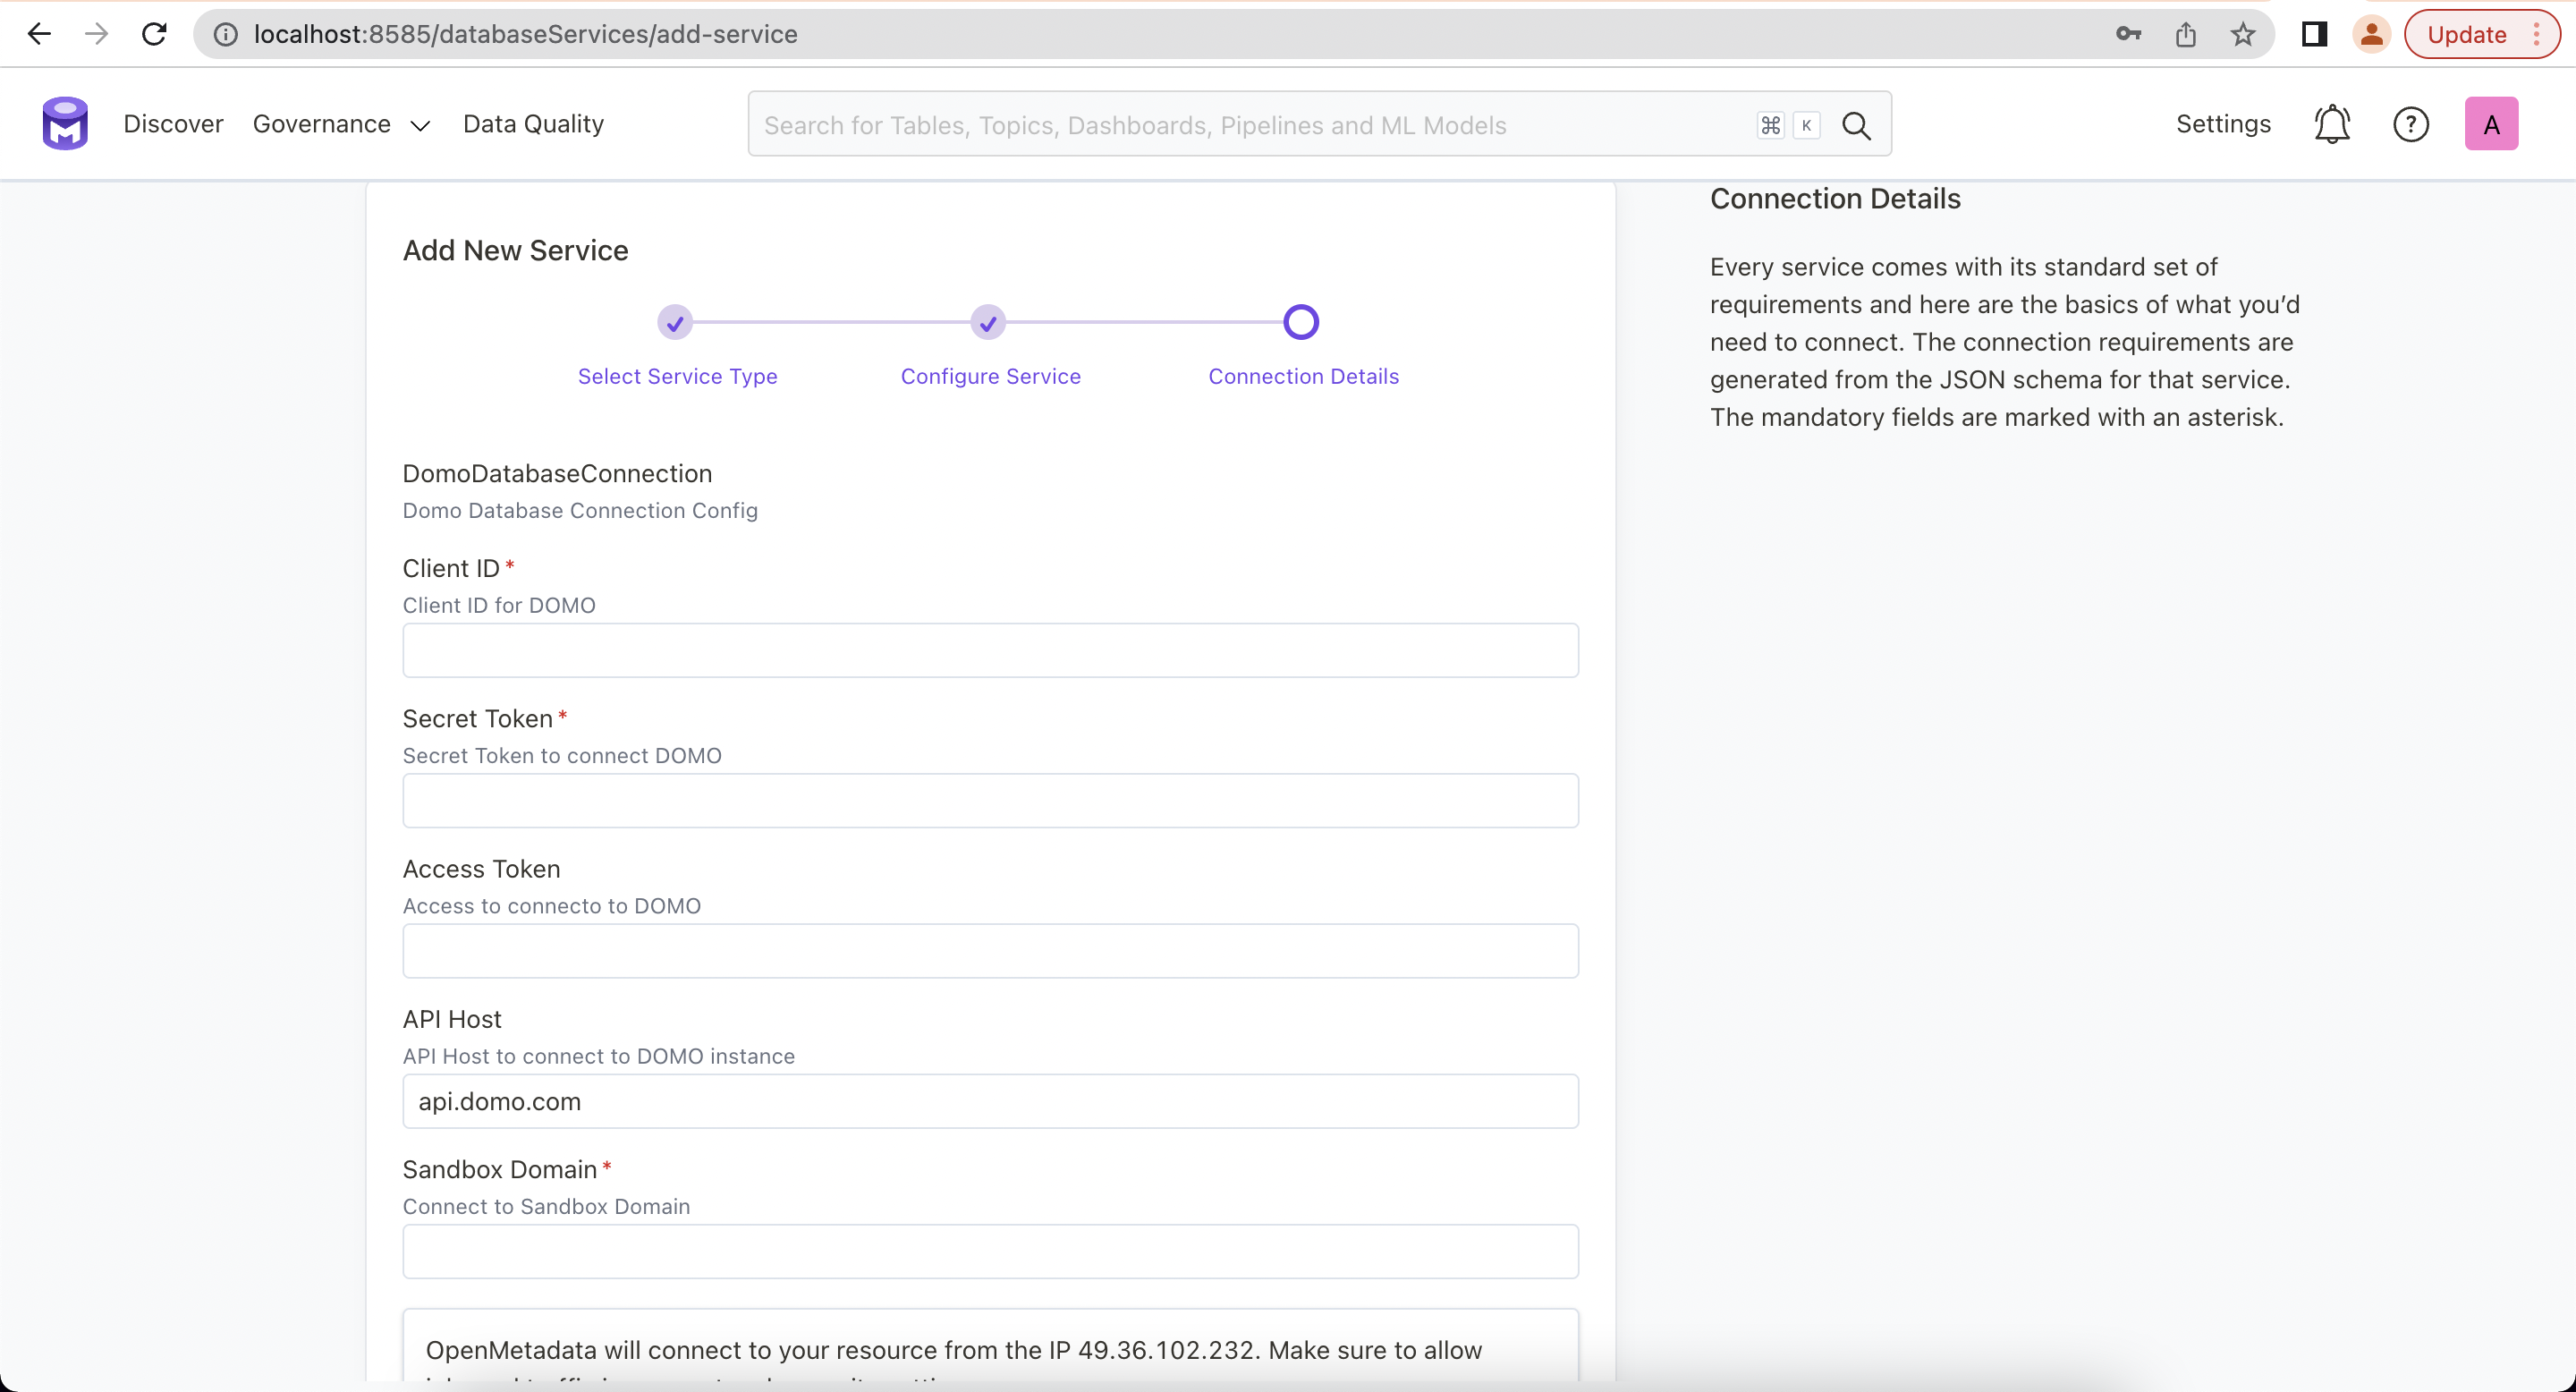 localhost:8585/databaseServices/add-service
Update
Discover
Governance
Data Quality
Search for Tables, Topics, Dashboards, Pipelines and ML Models
⌘ K
Settings
?
A
Add New Service
Select Service Type
Configure Service
Connection Details
DomoDatabaseConnection
Domo Database Connection Config
Client ID *
Client ID for DOMO
Secret Token *
Secret Token to connect DOMO
Access Token
Access to connecto to DOMO
API Host
API Host to connect to DOMO instance
api.domo.com
Sandbox Domain *
Connect to Sandbox Domain
OpenMetadata will connect to your resource from the IP 49.36.102.232. Make sure to allow
Connection Details
Every service comes with its standard set of
requirements and here are the basics of what you’d
need to connect. The connection requirements are
generated from the JSON schema for that service.
The mandatory fields are marked with an asterisk.